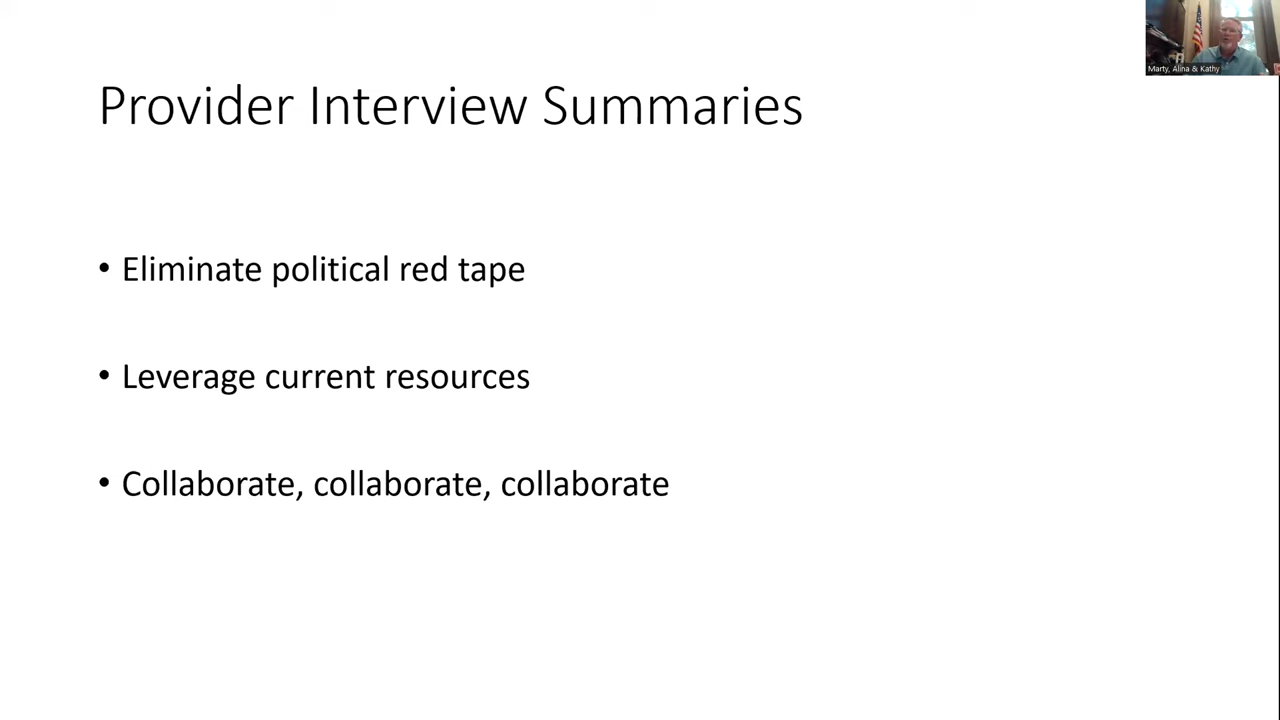 Marty, Alina & Kathy
Provider Interview Summaries
• Eliminate political red tape
• Leverage current resources
• Collaborate, collaborate, collaborate